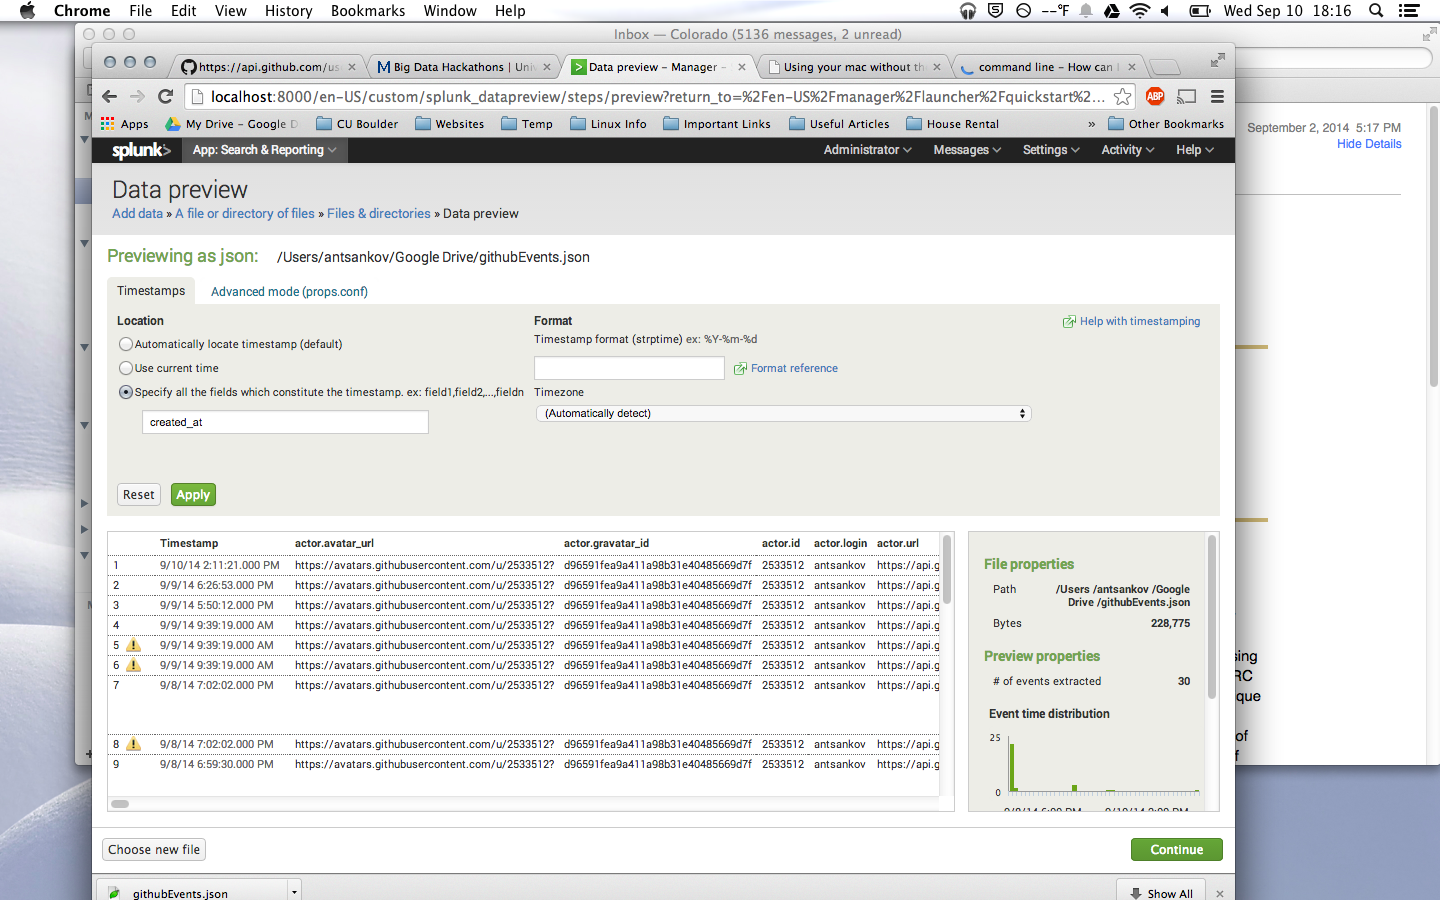 Chrome File Edit View History Bookmarks Window Help --°F Wed Sep 10 18:16
Inbox — Colorado (5136 messages, 2 unread)
https://api.github.com/us Big Data Hackathons | Univ Data preview – Manager – Using your mac without the command line – How can I
localhost:8000/en-US/custom/splunk_datapreview/steps/preview?return_to=%2Fen-US%2Fmanager%2Flauncher%2Fquickstart%2... ABP
Apps My Drive – Google D CU Boulder Websites Temp Linux Info Important Links Useful Articles House Rental » Other Bookmarks
September 2, 2014 5:17 PM
Hide Details
splunk> App: Search & Reporting Administrator Messages Settings Activity Help
Data preview
Add data » A file or directory of files » Files & directories » Data preview
Previewing as json: /Users/antsankov/Google Drive/githubEvents.json
Timestamps Advanced mode (props.conf)
Location Format Help with timestamping
Timestamp format (strptime) ex: %Y-%m-%d
Automatically locate timestamp (default)
Use current time Format reference
Specify all the fields which constitute the timestamp. ex: field1,field2,...,fieldn Timezone
created_at (Automatically detect)
Reset Apply
Timestamp actor.avatar_url actor.gravatar_id actor.id actor.login actor.url
1 9/10/14 2:11:21.000 PM https://avatars.githubusercontent.com/u/2533512? d96591fea9a411a98b31e40485669d7f 2533512 antsankov https://api.g
2 9/9/14 6:26:53.000 PM https://avatars.githubusercontent.com/u/2533512? d96591fea9a411a98b31e40485669d7f 2533512 antsankov https://api.g
3 9/9/14 5:50:12.000 PM https://avatars.githubusercontent.com/u/2533512? d96591fea9a411a98b31e40485669d7f 2533512 antsankov https://api.g
4 9/9/14 9:39:19.000 AM https://avatars.githubusercontent.com/u/2533512? d96591fea9a411a98b31e40485669d7f 2533512 antsankov https://api.g
5 9/9/14 9:39:19.000 AM https://avatars.githubusercontent.com/u/2533512? d96591fea9a411a98b31e40485669d7f 2533512 antsankov https://api.g
6 9/9/14 9:39:19.000 AM https://avatars.githubusercontent.com/u/2533512? d96591fea9a411a98b31e40485669d7f 2533512 antsankov https://api.g
7 9/8/14 7:02:02.000 PM https://avatars.githubusercontent.com/u/2533512? d96591fea9a411a98b31e40485669d7f 2533512 antsankov https://api.g
8 9/8/14 7:02:02.000 PM https://avatars.githubusercontent.com/u/2533512? d96591fea9a411a98b31e40485669d7f 2533512 antsankov https://api.g
9 9/8/14 6:59:30.000 PM https://avatars.githubusercontent.com/u/2533512? d96591fea9a411a98b31e40485669d7f 2533512 antsankov https://api.g
File properties
Path /Users /antsankov /Google
Drive /githubEvents.json
Bytes 228,775
Preview properties
# of events extracted 30
Event time distribution
25
0
sing
RC
que
of
Choose new file Continue
githubEvents.json Show All